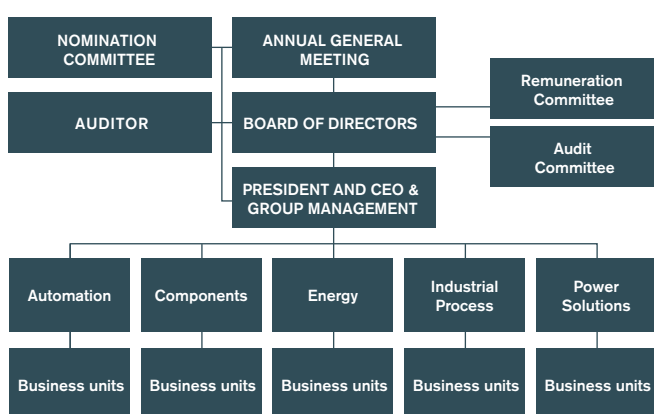 NOMINATION
COMMITTEE
ANNUAL GENERAL
MEETING
Remuneration
Committee
AUDITOR
BOARD OF DIRECTORS
Audit
Committee
PRESIDENT AND CEO &
GROUP MANAGEMENT
Automation
Components
Energy
Industrial
Process
Power
Solutions
Business units
Business units
Business units
Business units
Business units